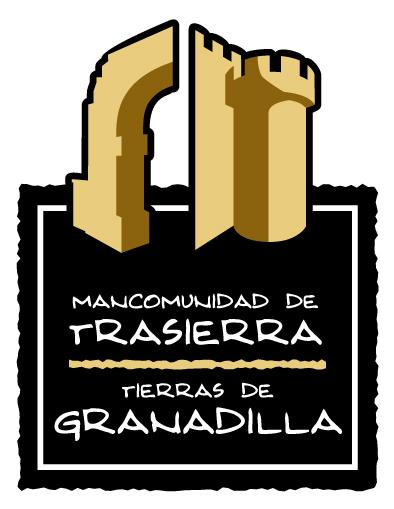 MANCOMUNIDAD DE
TRASIERRA
TIERRAS DE
GRANADILLA